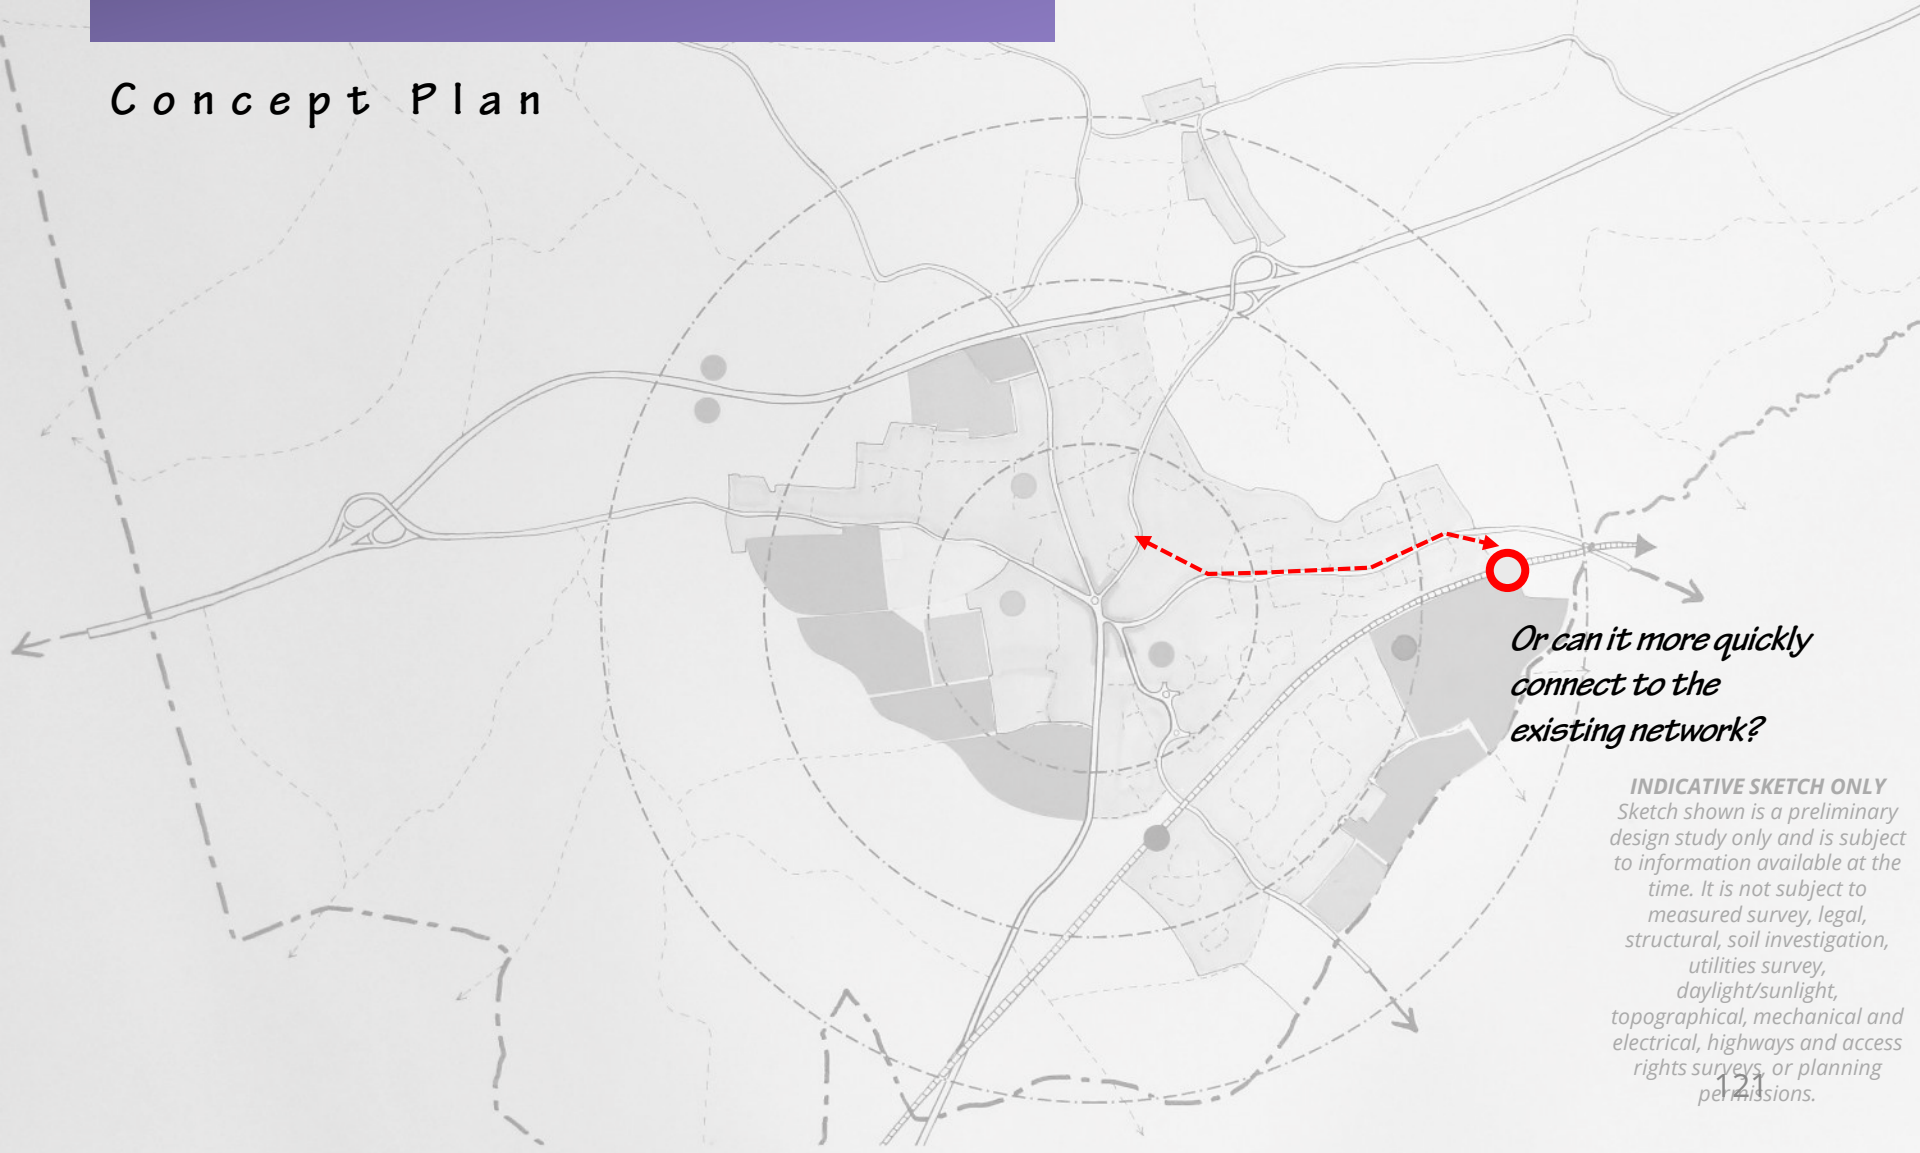 Concept Plan
Or can it more quickly
connect to the
existing network?
INDICATIVE SKETCH ONLY
Sketch shown is a preliminary
design study only and is subject
to information available at the
time. It is not subject to
measured survey, legal,
structural, soil investigation,
utilities survey,
daylight/sunlight,
topographical, mechanical and
electrical, highways and access
rights surveys, or planning
permissions.
121